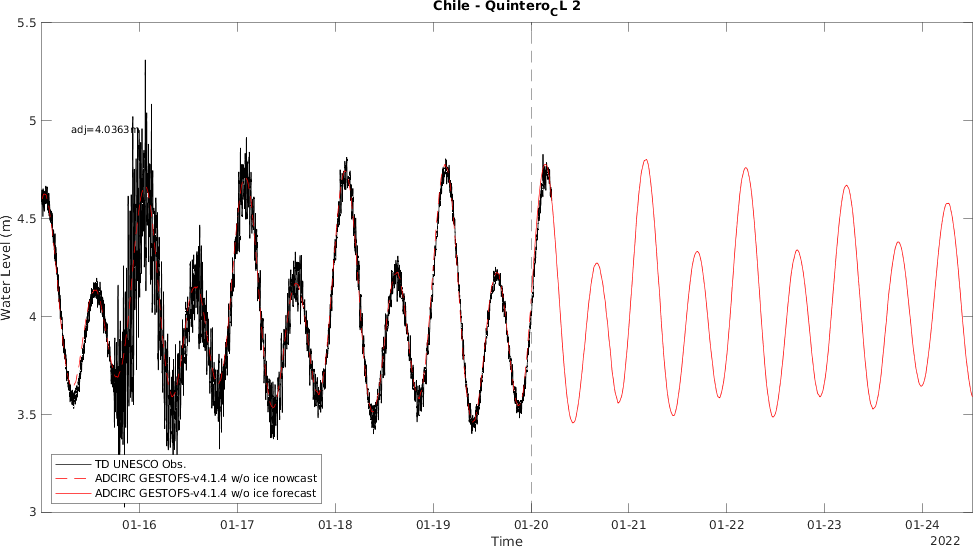 Chile - Quintero_CL 2
5.5
5
4.5
4
3.5
3
Water Level (m)
adj=4.0363m
TD UNESCO Obs.
ADCIRC GESTOFS-v4.1.4 w/o ice nowcast
ADCIRC GESTOFS-v4.1.4 w/o ice forecast
01-16 01-17 01-18 01-19 01-20 01-21 01-22 01-23 01-24
Time
2022